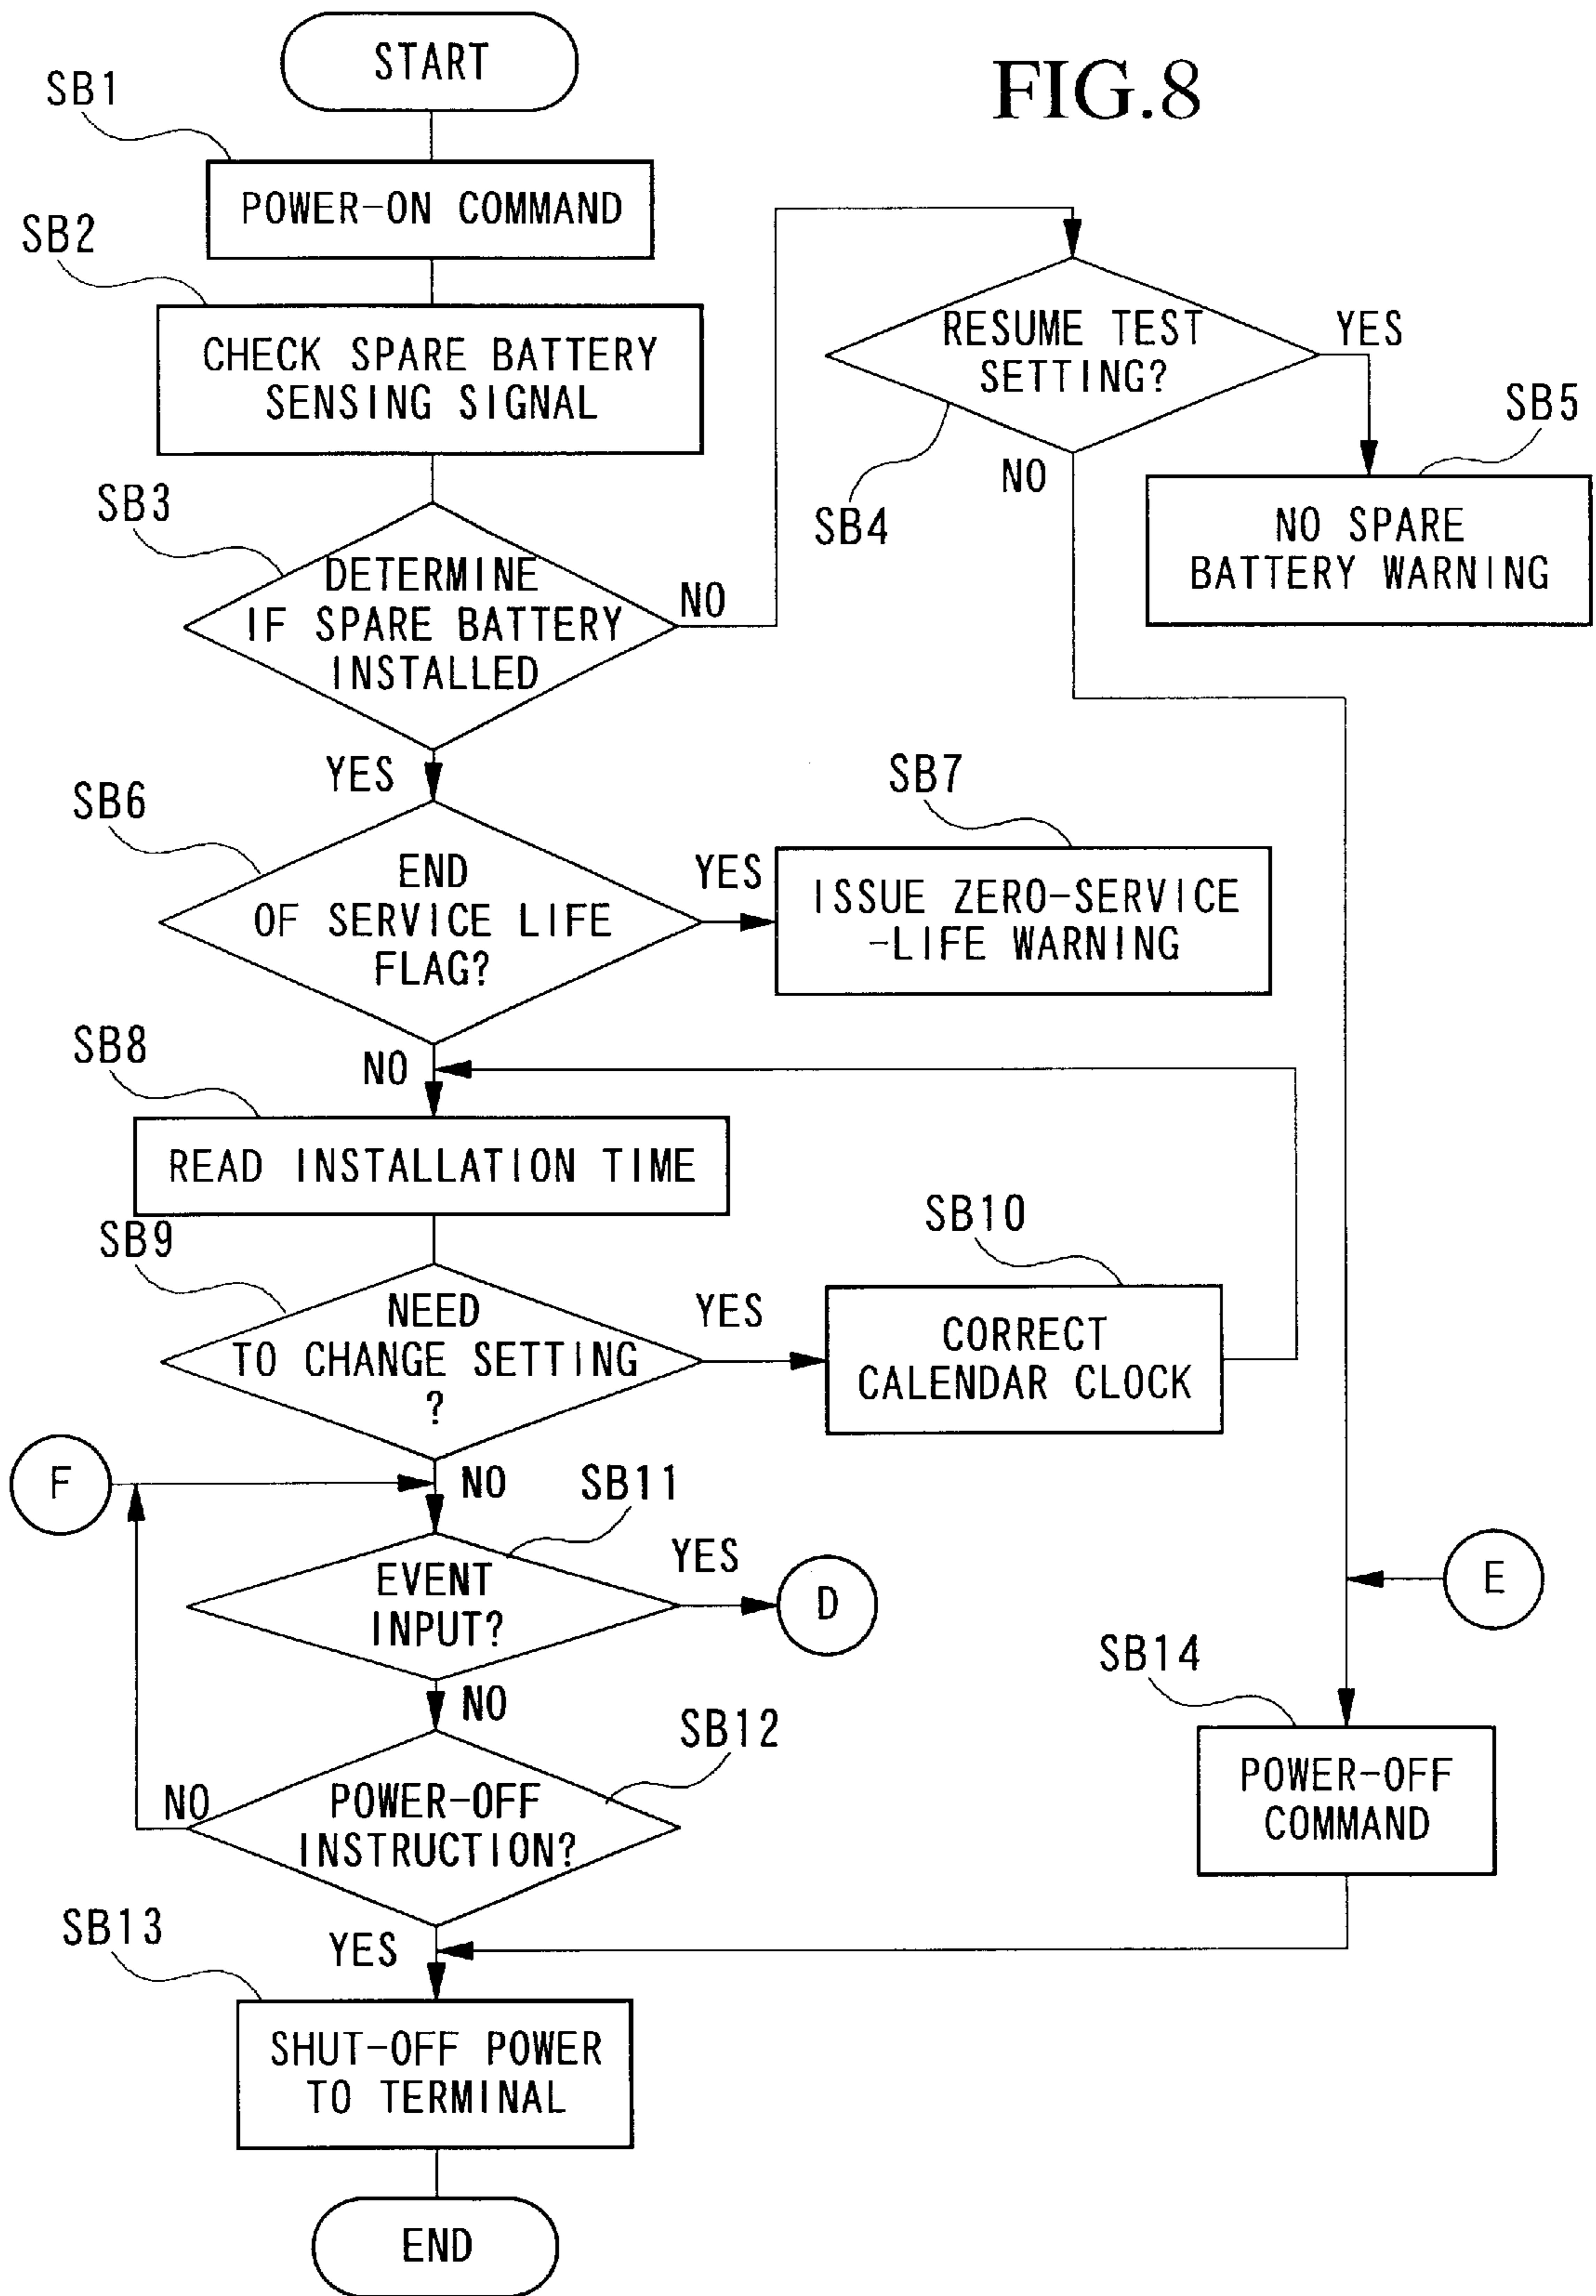 FIG.8
START
SB1
POWER-ON COMMAND
SB2
CHECK SPARE BATTERY
SENSING SIGNAL
SB3
DETERMINE
IF SPARE BATTERY
INSTALLED
NO
YES
RESUME TEST
SETTING?
YES
NO
SB4
SB5
NO SPARE
BATTERY WARNING
SB6
END
OF SERVICE LIFE
FLAG?
YES
NO
SB7
ISSUE ZERO-SERVICE
-LIFE WARNING
SB8
READ INSTALLATION TIME
SB9
NEED
TO CHANGE SETTING
?
YES
NO
SB10
CORRECT
CALENDAR CLOCK
F
SB11
EVENT
INPUT?
YES
D
NO
E
SB12
POWER-OFF
INSTRUCTION?
NO
YES
SB14
POWER-OFF
COMMAND
SB13
SHUT-OFF POWER
TO TERMINAL
END